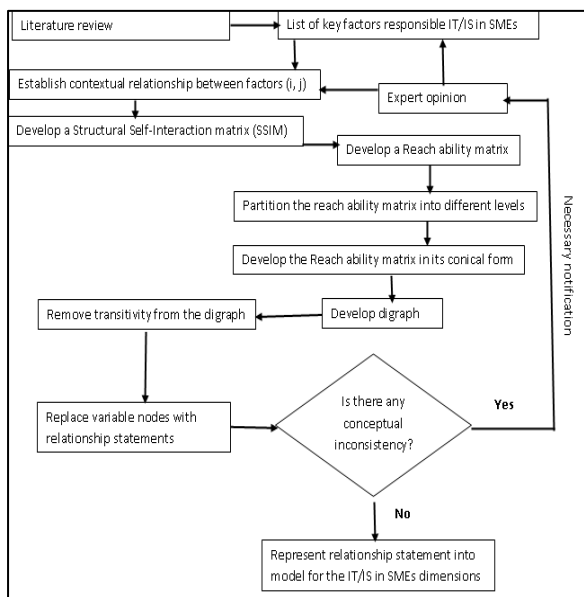 Literature review
List of key factors responsible IT/IS in SMEs
Establish contextual relationship between factors (i, j)
Expert opinion
Develop a Structural Self-Interaction matrix (SSIM)
Develop a Reach ability matrix
Partition the reach ability matrix into different levels
Develop the Reach ability matrix in its conical form
Develop digraph
Remove transitivity from the digraph
Replace variable nodes with
relationship statements
Is there any
conceptual
inconsistency?
Yes
Necessary notification
No
Represent relationship statement into
model for the IT/IS in SMEs dimensions